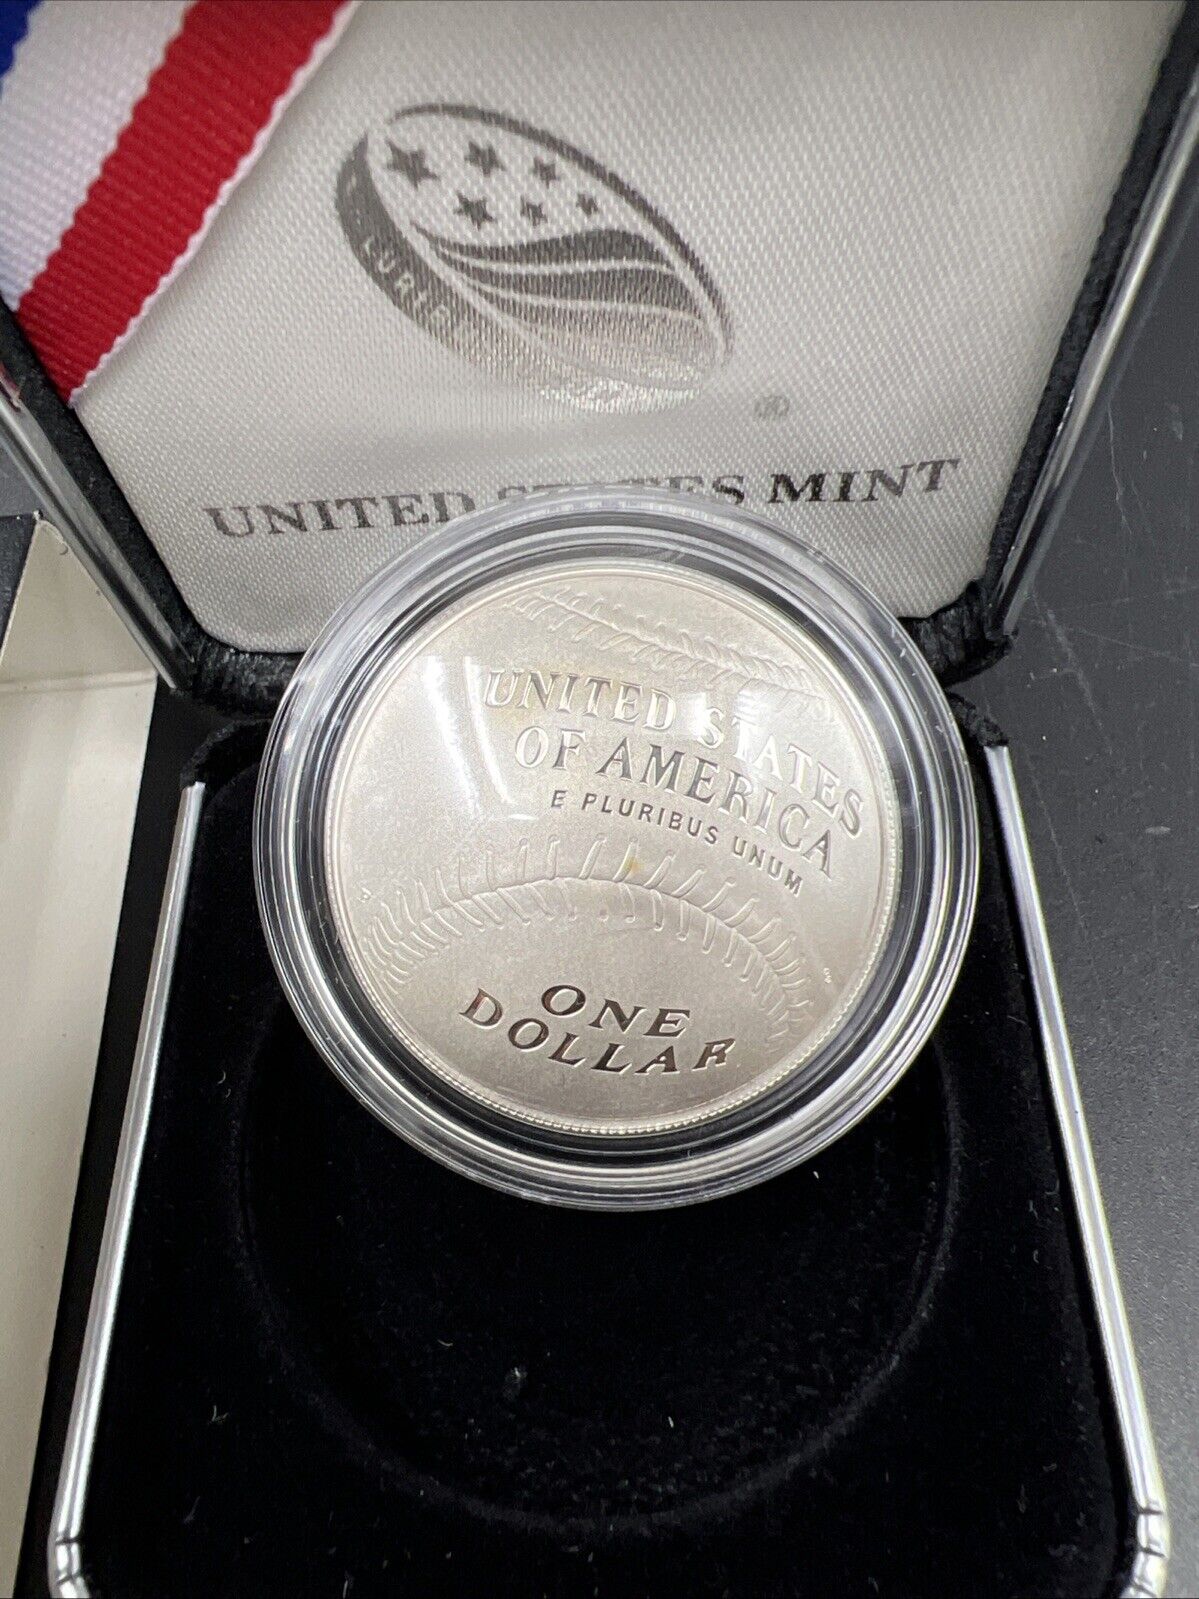 ®
UNITED STATES MINT
UNITED STATES
OF AMERICA
E PLURIBUS UNUM
P
ONE
DOLLAR